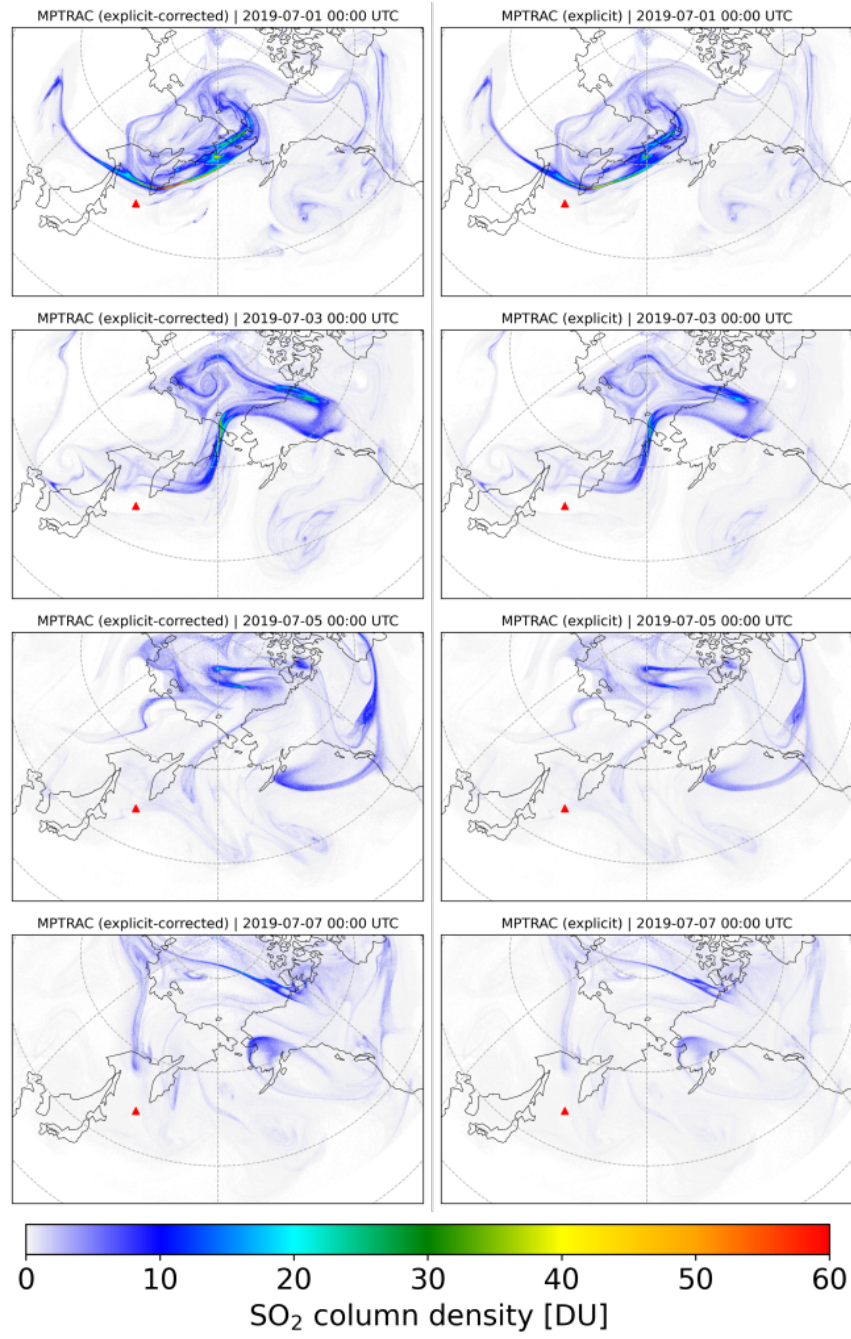 MPTRAC (explicit-corrected) | 2019-07-01 00:00 UTC
MPTRAC (explicit) | 2019-07-01 00:00 UTC
MPTRAC (explicit-corrected) | 2019-07-03 00:00 UTC
MPTRAC (explicit) | 2019-07-03 00:00 UTC
MPTRAC (explicit-corrected) | 2019-07-05 00:00 UTC
MPTRAC (explicit) | 2019-07-05 00:00 UTC
MPTRAC (explicit-corrected) | 2019-07-07 00:00 UTC
MPTRAC (explicit) | 2019-07-07 00:00 UTC
0 10 20 30 40 50 60
SO₂ column density [DU]